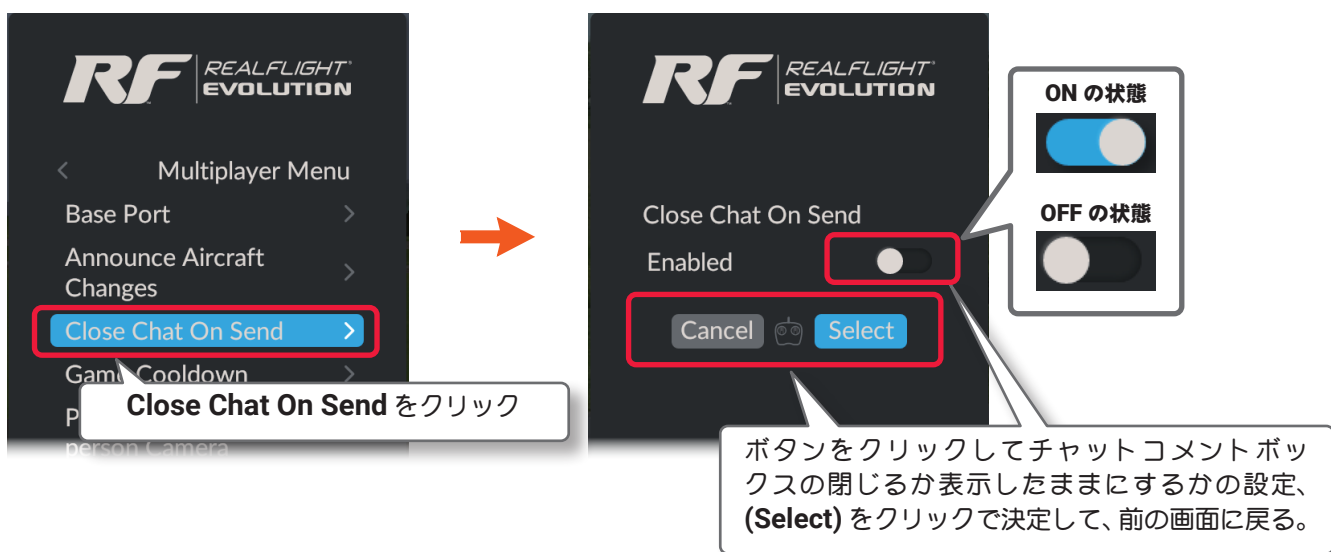 RF REALFLIGHT
EVOLUTION
Multiplayer Menu
Base Port
Announce Aircraft
Changes
Close Chat On Send
Game Cooldown
P
person Camera
Close Chat On Send をクリック
RF REALFLIGHT
EVOLUTION
Close Chat On Send
Enabled
Cancel Select
ON の状態
OFF の状態
ボタンをクリックしてチャットコメントボッ
クスの閉じるか表示したままにするかの設定、
(Select) をクリックで決定して、前の画面に戻る。